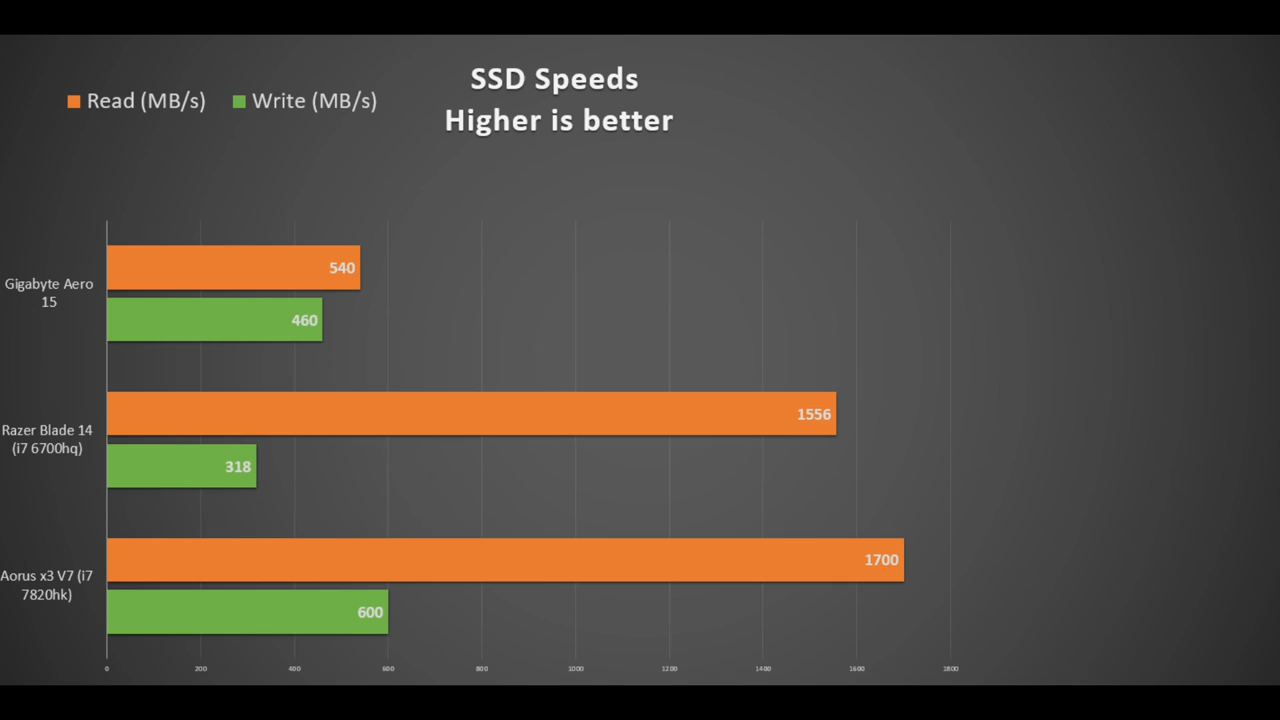 SSD Speeds
Higher is better
Read (MB/s) Write (MB/s)
Gigabyte Aero
15
540
460
Razer Blade 14
(i7 6700hq)
1556
318
Aorus x3 V7 (i7
7820hk)
1700
600
0 200 400 600 800 1000 1200 1400 1600 1800